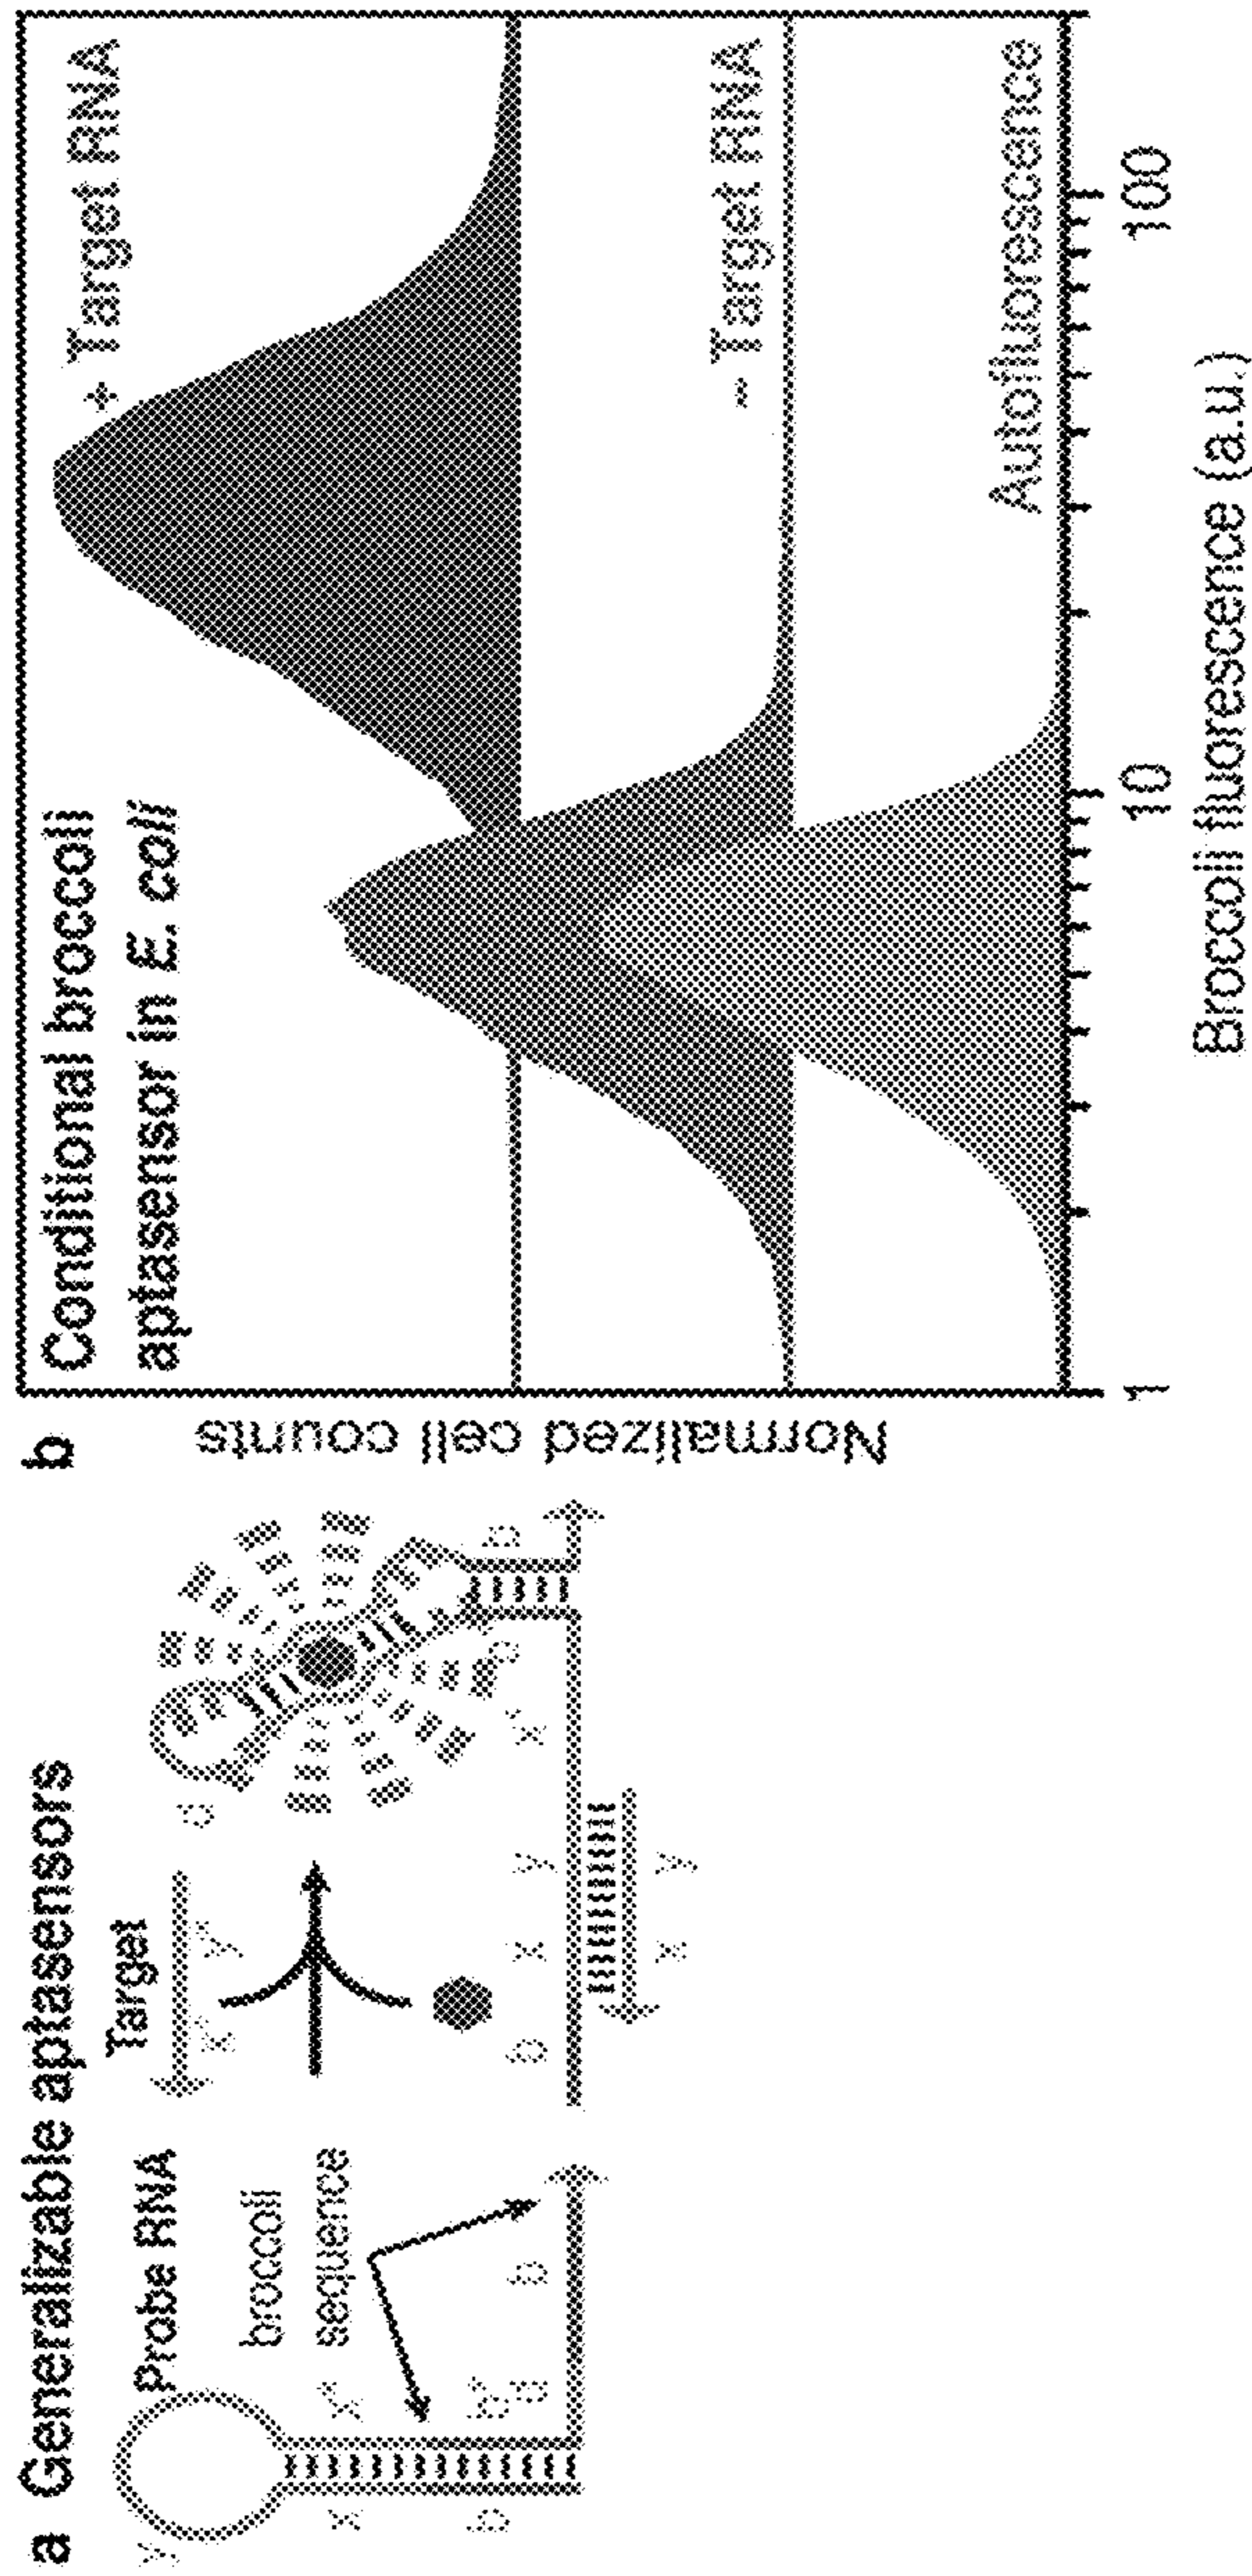 a Generalizable aptasensors
Probe RNA
Target
broccoli
sequence
y
x
b
x*
b
x*
y*
b
x
y
x
y
x*
b
b Conditional broccoli
aptasensor in E. coli
+ Target RNA
- Target RNA
Autofluorescence
Normalized cell counts
1
10
100
Broccoli fluorescence (a.u.)